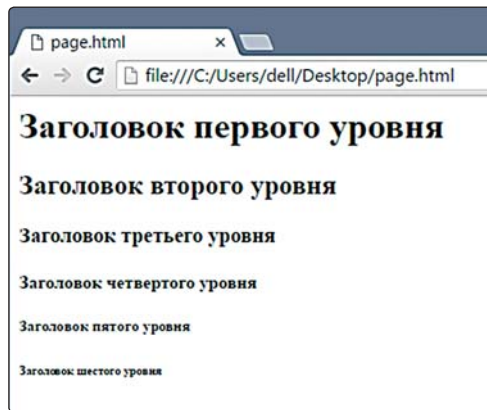 page.html
file:///C:/Users/dell/Desktop/page.html
Заголовок первого уровня
Заголовок второго уровня
Заголовок третьего уровня
Заголовок четвертого уровня
Заголовок пятого уровня
Заголовок шестого уровня